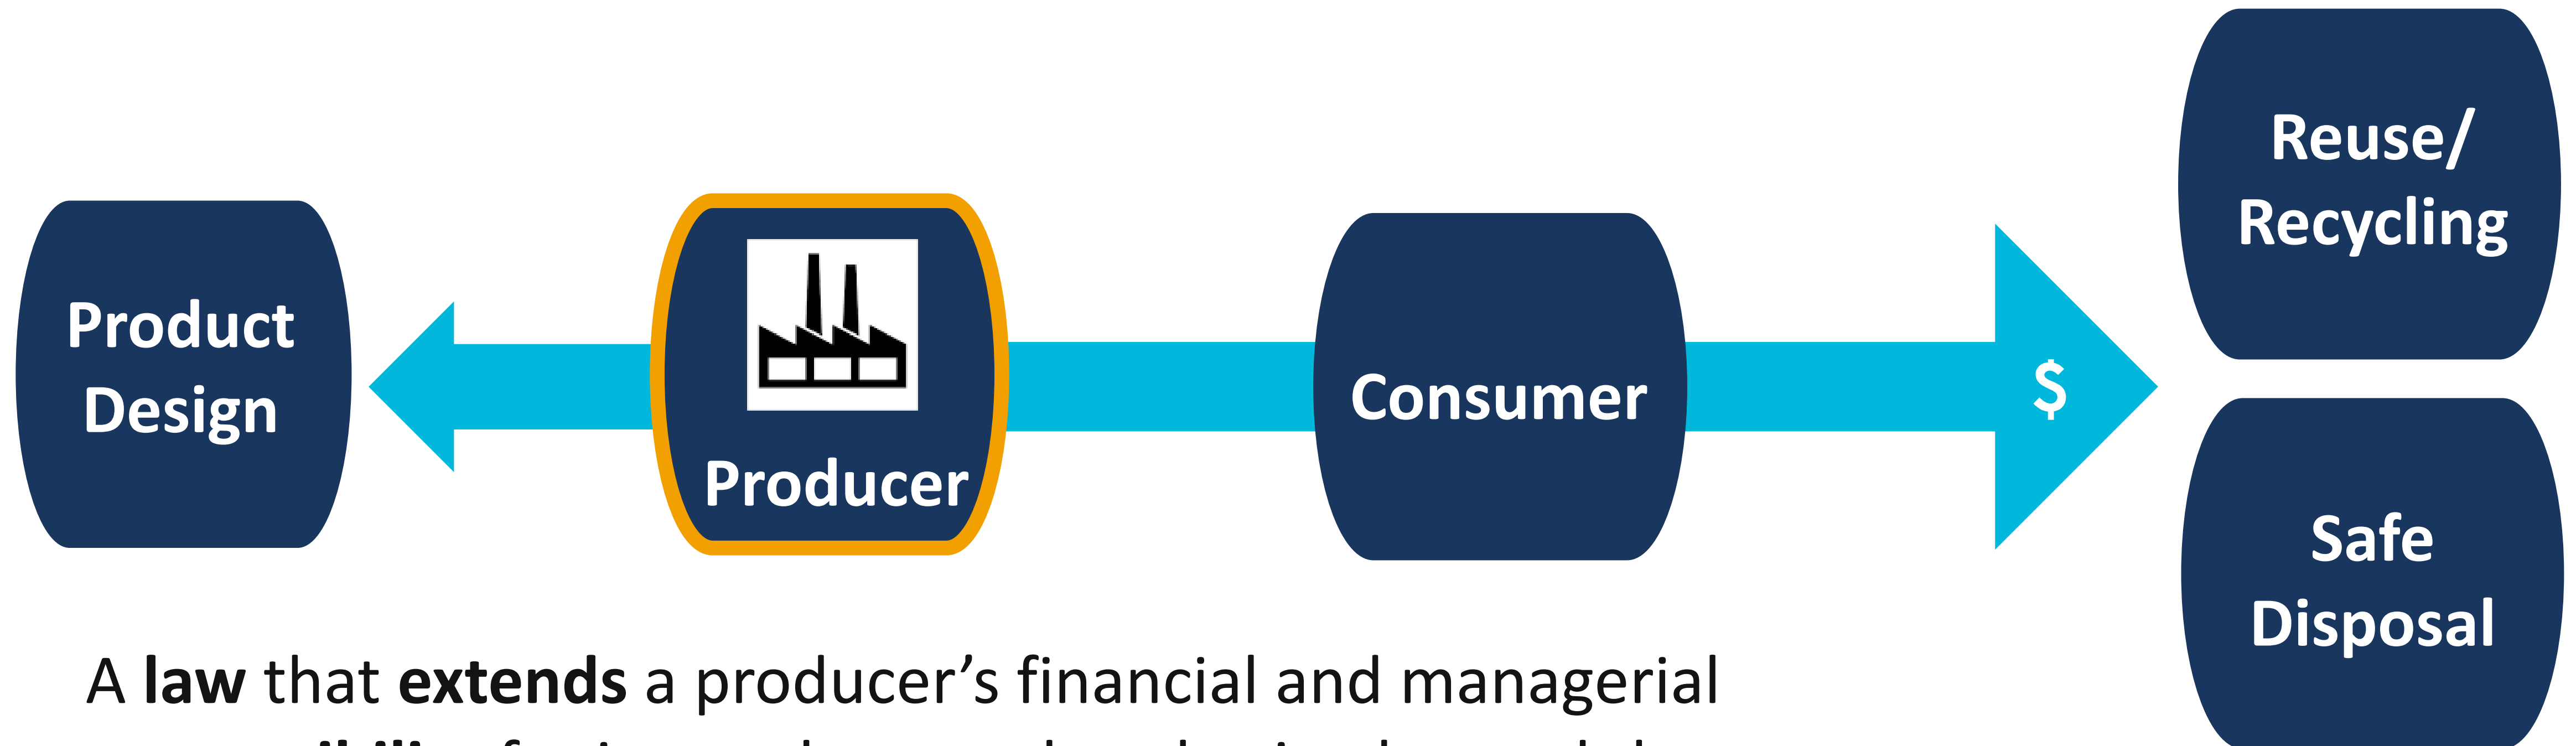 Product
Design
Producer
Consumer
$
Reuse/
Recycling
Safe
Disposal
A law that extends a producer’s financial and managerial